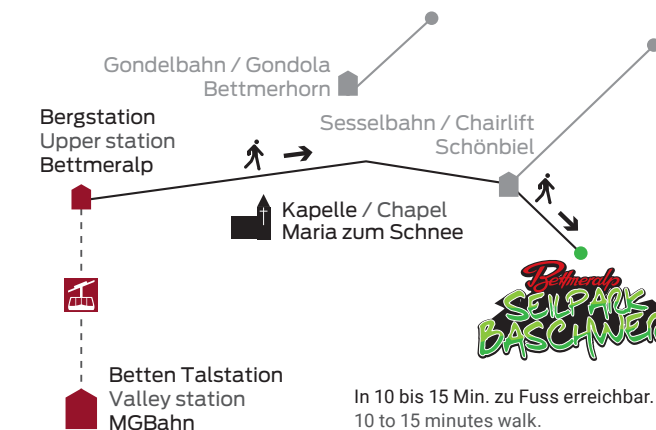 Gondelbahn / Gondola
Bettmerhorn
Bergstation
Upper station
Bettmeralp
Sesselbahn / Chairlift
Schönbiel
Kapelle / Chapel
Maria zum Schnee
Bettmeralp
SEILPARK
Betten Talstation
Valley station
MGBahn
In 10 bis 15 Min. zu Fuss erreichbar.
10 to 15 minutes walk.